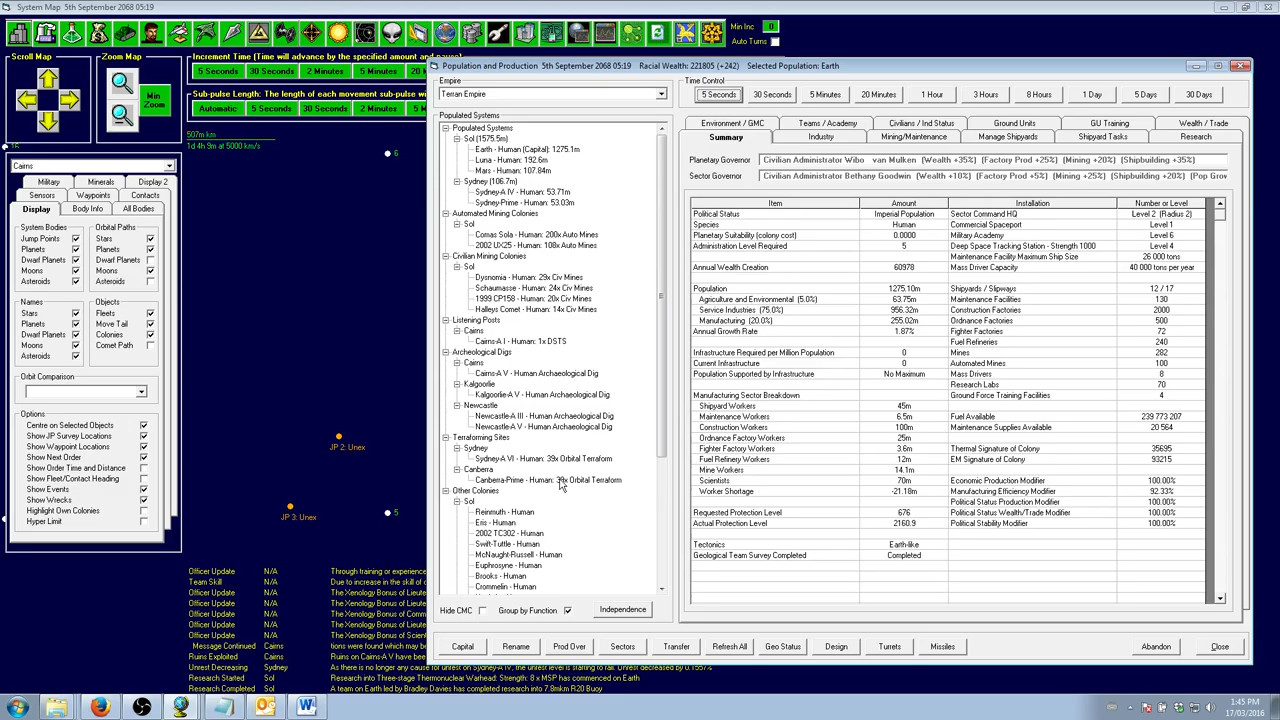 System Map   5th September 2068 05:19
Min Inc 0
Auto Turns
Scroll Map
Zoom Map
Min Zoom
Increment Time (Time will advance by the specified amount and
5 Seconds 30 Seconds 2 Minutes 5 Minutes
Sub-pulse Length: The length of each movement sub-pulse
Automatic 5 Seconds 30 Seconds 2 Minutes
507m km
1d 4h 9m at 5000 km/s
6
JP 2: Unex
JP 3: Unex
5
Cairns
Military Minerals Display 2
Sensors Waypoints Contacts
Display Body Info All Bodies
System Bodies
Jump Points
Planets
Dwarf Planets
Moons
Asteroids
Orbital Paths
Stars
Planets
Dwarf Planets
Moons
Asteroids
Names
Stars
Planets
Dwarf Planets
Moons
Asteroids
Objects
Fleets
Move Tail
Colonies
Comet Path
Orbit Comparison
Options
Centre on Selected Objects
Show JP Survey Locations
Show Waypoint Locations
Show Next Order
Show Order Time and Distance
Show Fleet/Contact Heading
Show Events
Show Wrecks
Highlight Own Colonies
Hyper Limit
Officer Update N/A Through training or experience
Team Skill N/A Due to increase in the skill of
Officer Update N/A The Xenology Bonus of Lieute
Officer Update N/A The Xenology Bonus of Lieute
Officer Update N/A The Xenology Bonus of Comm
Officer Update N/A The Xenology Bonus of Lieute
Officer Update N/A The Xenology Bonus of Scien
Message Continued Cairns tions were found which may be
Ruins Exploited Cairns Ruins on Cairns-A V have bee
Unrest Decreasing Sydney As there is no longer any cause for unrest on Sydney-A IV, the unrest level is starting to fall. Unrest decreased by 0.1557%
Research Started Sol Research into Three-stage Thermonuclear Warhead: Strength: 8 x MSP has commenced on Earth
Research Completed Sol A team on Earth led by Bradley Davies has completed research into 7.8mkm R20 Buoy
Population and Production   5th September 2068 05:19   Racial Wealth: 221805 (+242)   Selected Population: Earth
Empire
Terran Empire
Time Control
5 Seconds 30 Seconds 5 Minutes 20 Minutes 1 Hour 3 Hours 8 Hours 1 Day 5 Days 30 Days
Populated Systems
Populated Systems
Sol (1575.5m)
Earth - Human (Capital): 1275.1m
Luna - Human: 192.6m
Mars - Human: 107.84m
Sydney (106.7m)
Sydney-A IV - Human: 53.71m
Sydney-Prime - Human: 53.03m
Automated Mining Colonies
Sol
Comas Sola - Human: 200x Auto Mines
2002 UX25 - Human: 108x Auto Mines
Civilian Mining Colonies
Sol
Dysnomia - Human: 29x Civ Mines
Schaumasse - Human: 24x Civ Mines
1999 CP158 - Human: 20x Civ Mines
Halleys Comet - Human: 14x Civ Mines
Listening Posts
Cairns
Cairns-A I - Human: 1x DSTS
Archeological Digs
Cairns
Cairns-A V - Human Archaeological Dig
Kalgoorlie
Kalgoorlie-A V - Human Archaeological Dig
Newcastle
Newcastle-A III - Human Archaeological Dig
Newcastle-A V - Human Archaeological Dig
Terraforming Sites
Sydney
Sydney-A VI - Human: 39x Orbital Terraform
Canberra
Canberra-Prime - Human: 39x Orbital Terraform
Other Colonies
Sol
Reinmuth - Human
Eris - Human
2002 TC302 - Human
Swift-Tuttle - Human
McNaught-Russell - Human
Euphrosyne - Human
Brooks - Human
Crommelin - Human
Hide CMC Group by Function Independence
Environment / GMC Teams / Academy Civilians / Ind Status Ground Units GU Training Wealth / Trade
Summary Industry Mining/Maintenance Manage Shipyards Shipyard Tasks Research
Planetary Governor Civilian Administrator Wibo   van Mulken   (Wealth +35%)   (Factory Prod +25%)   (Mining +20%)   (Shipbuilding +35%)
Sector Governor Civilian Administrator Bethany Goodwin   (Wealth +10%)   (Factory Prod +5%)   (Mining +25%)   (Shipbuilding +20%)   (Pop Grow
Item Amount Installation Number or Level
Political Status Imperial Population Sector Command HQ Level 2  (Radius 2)
Species Human Commercial Spaceport Level 1
Planetary Suitability (colony cost) 0.0000 Military Academy Level 6
Administration Level Required 5 Deep Space Tracking Station - Strength 1000 Level 4
Maintenance Facility Maximum Ship Size 26 000 tons
Annual Wealth Creation 60978 Mass Driver Capacity 40 000 tons per year
Population 1275.10m Shipyards / Slipways 12 / 17
Agriculture and Environmental (5.0%) 63.75m Maintenance Facilities 130
Service Industries (75.0%) 956.32m Construction Factories 2000
Manufacturing (20.0%) 255.02m Ordnance Factories 500
Annual Growth Rate 1.87% Fighter Factories 72
Fuel Refineries 240
Infrastructure Required per Million Population 0 Mines 282
Current Infrastructure 0 Automated Mines 100
Population Supported by Infrastructure No Maximum Mass Drivers 8
Research Labs 70
Manufacturing Sector Breakdown Ground Force Training Facilities 4
Shipyard Workers 45m
Maintenance Workers 6.5m Fuel Available 239 773 207
Construction Workers 100m Maintenance Supplies Available 20 564
Ordnance Factory Workers 25m
Fighter Factory Workers 3.6m Thermal Signature of Colony 35695
Fuel Refinery Workers 12m EM Signature of Colony 93215
Mine Workers 14.1m
Scientists 70m Economic Production Modifier 100.00%
Worker Shortage -21.18m Manufacturing Efficiency Modifier 92.33%
Political Status Production Modifier 100.00%
Requested Protection Level 676 Political Status Wealth/Trade Modifier 100.00%
Actual Protection Level 2160.9 Political Stability Modifier 100.00%
Tectonics Earth-like
Geological Team Survey Completed Completed
Capital Rename Prod Over Sectors Transfer Refresh All Geo Status Design Turrets Missiles Abandon Close
1:45 PM
17/03/2016